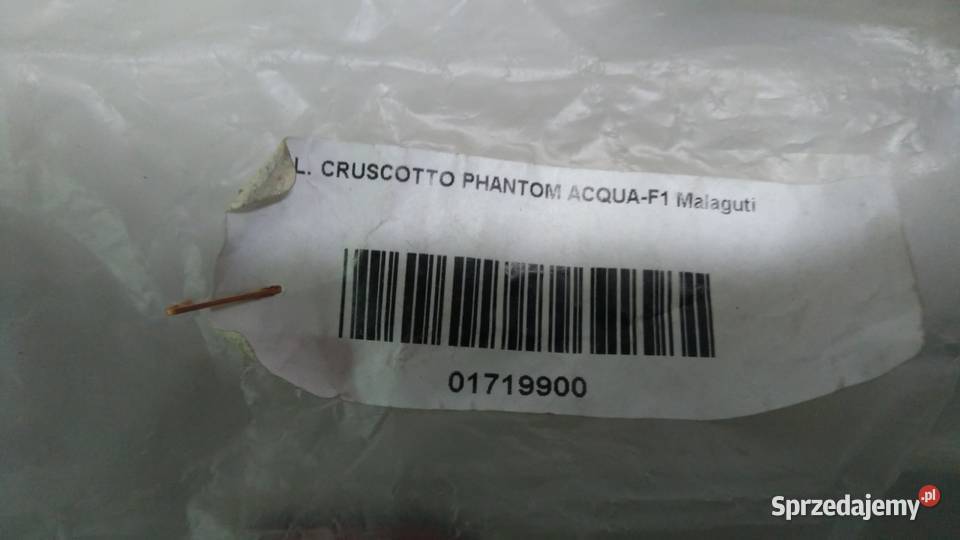 L. CRUSCOTTO PHANTOM ACQUA-F1 Malaguti
01719900
Sprzedajemy.pl